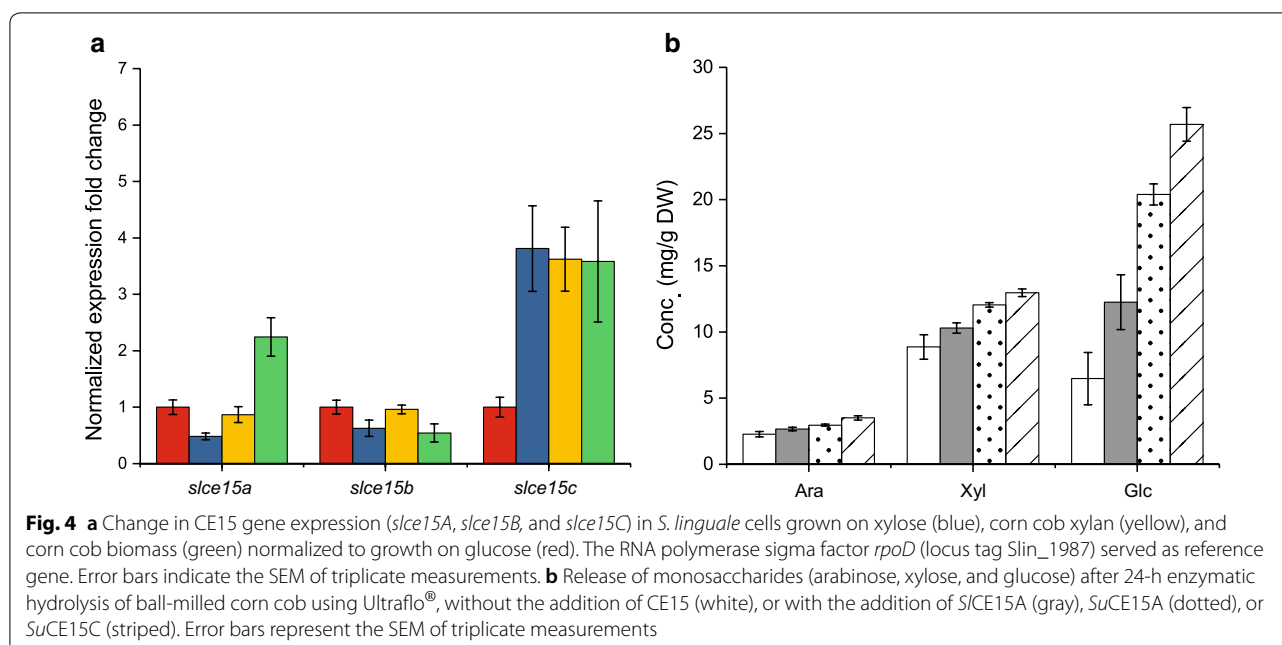 a
7
6
5
4
3
2
1
0
Normalized expression fold change
slce15a slce15b slce15c
b
30
25
20
15
10
5
0
Conc. (mg/g DW)
Ara Xyl Glc
Fig. 4 a Change in CE15 gene expression (slce15A, slce15B, and slce15C) in S. linguale cells grown on xylose (blue), corn cob xylan (yellow), and
corn cob biomass (green) normalized to growth on glucose (red). The RNA polymerase sigma factor rpoD (locus tag Slin_1987) served as reference
gene. Error bars indicate the SEM of triplicate measurements. b Release of monosaccharides (arabinose, xylose, and glucose) after 24-h enzymatic
hydrolysis of ball-milled corn cob using Ultraflo®, without the addition of CE15 (white), or with the addition of SlCE15A (gray), SuCE15A (dotted), or
SuCE15C (striped). Error bars represent the SEM of triplicate measurements